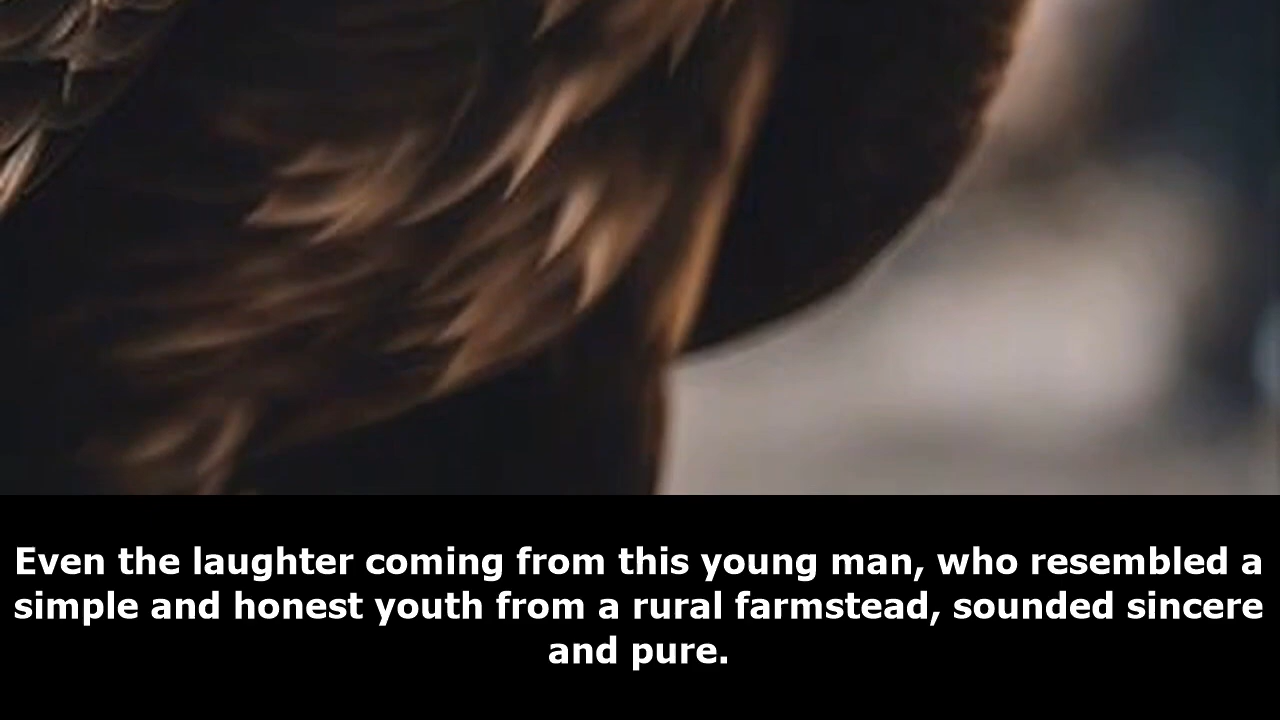 Even the laughter coming from this young man, who resembled a
simple and honest youth from a rural farmstead, sounded sincere
and pure.